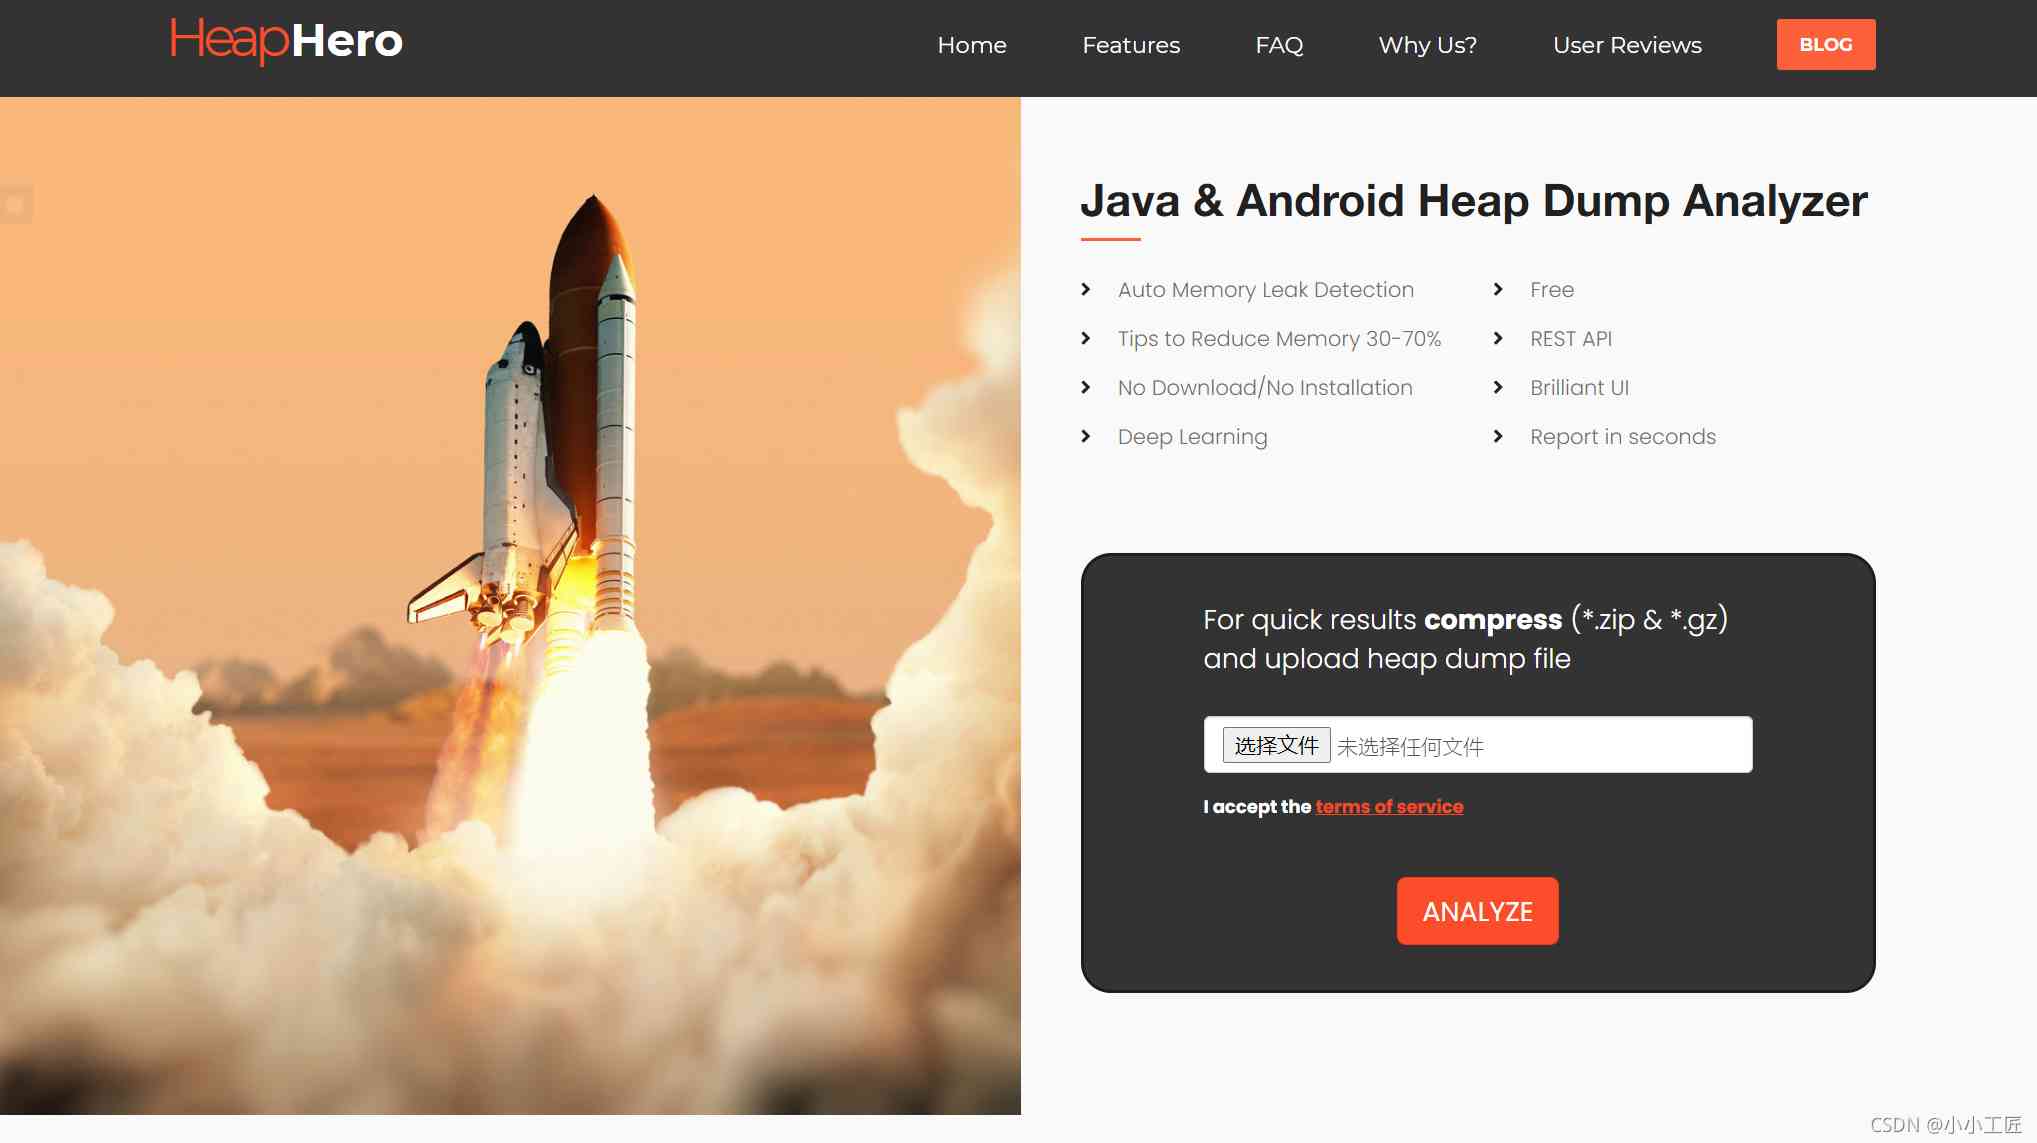 HeapHero
Home Features FAQ Why Us? User Reviews BLOG
Java & Android Heap Dump Analyzer
Auto Memory Leak Detection
Free
Tips to Reduce Memory 30-70%
REST API
No Download/No Installation
Brilliant UI
Deep Learning
Report in seconds
For quick results compress (*.zip & *.gz)
and upload heap dump file
选择文件 未选择任何文件
I accept the terms of service
ANALYZE
CSDN @小小工匠